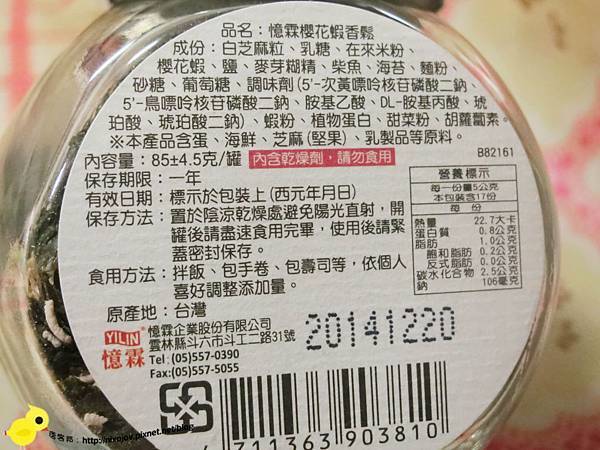 品名：憶霖櫻花蝦香鬆
成份：白芝麻粒、乳糖、在來米粉、
櫻花蝦、鹽、麥芽糊精、柴魚、海苔、麵粉、
砂糖、葡萄糖、調味劑(5'-次黃嘌呤核苷磷酸二鈉、
5'-鳥嘌呤核苷磷酸二鈉、胺基乙酸、DL-胺基丙酸、琥
珀酸、琥珀酸二鈉)、蝦粉、植物蛋白、甜菜粉、胡蘿蔔素。
※本產品含蛋、海鮮、芝麻(堅果)、乳製品等原料。
內容量：85±4.5克/罐 內含乾燥劑，請勿食用
B82161
保存期限：一年
有效日期：標示於包裝上(西元年月日)
保存方法：置於陰涼乾燥處避免陽光直射，開
罐後請盡速食用完畢，使用後請緊
蓋密封保存。
食用方法：拌飯、包手卷、包壽司等，依個人
喜好調整添加量。
原產地：台灣
營養標示
每一份量5公克
本包裝含17份
每 份
熱量 22.7大卡
蛋白質 0.8公克
脂肪 1.0公克
飽和脂肪 0.2公克
反式脂肪 0.0公克
碳水化合物 2.5公克
鈉 106毫克
YILIN
憶霖
憶霖企業股份有限公司
雲林縣斗六市斗工二路31號
Tel:(05)557-0390
Fax:(05)557-5055
20141220
4 711363 903810
痞客邦：http://nixojov.pixnet.net/blog